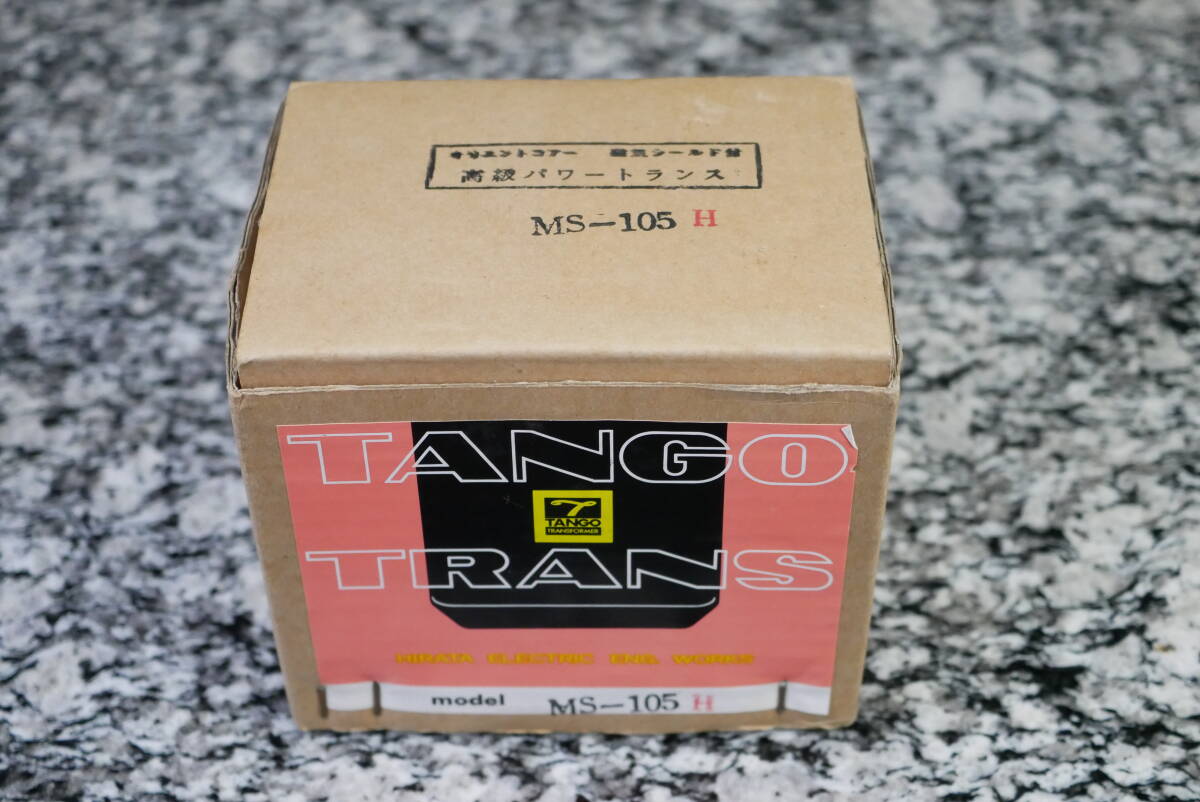 オリエントコアー 磁気シールド付
高級パワートランス
MS-105 H
TANGO
TANGO
TRANSFORMER
TRANS
HIRATA ELECTRIC ENG. WORKS
model MS-105 H